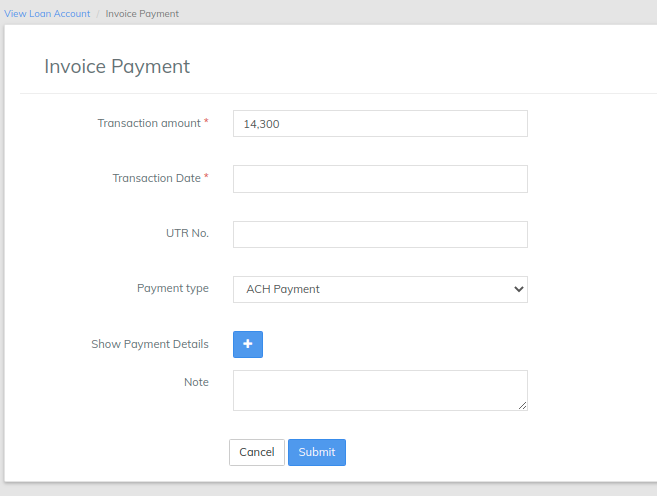 View Loan Account / Invoice Payment
Invoice Payment
Transaction amount * 14,300
Transaction Date *
UTR No.
Payment type ACH Payment
Show Payment Details +
Note
Cancel Submit